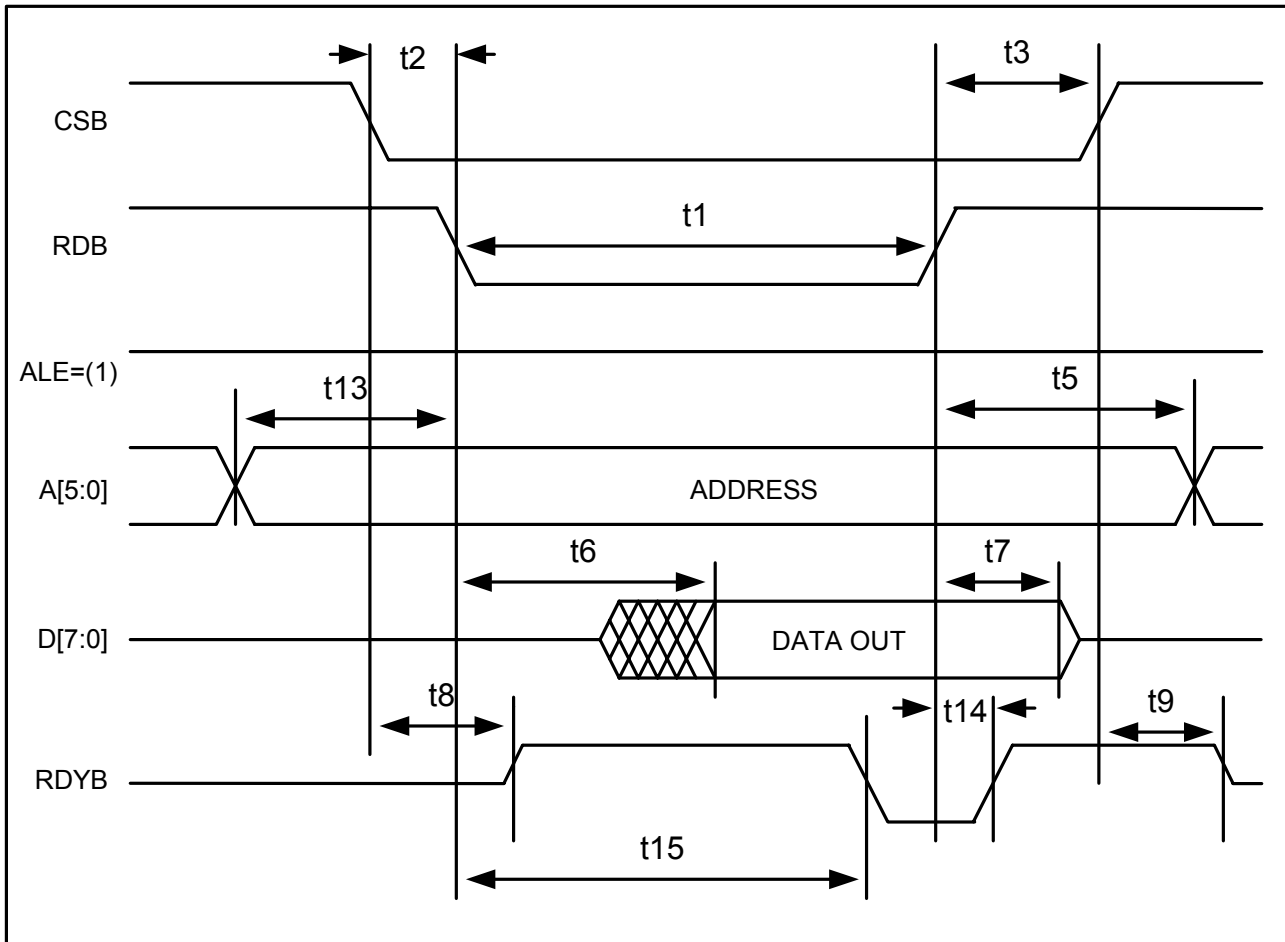 t2
t3
CSB
t1
RDB
ALE=(1)
t13
t5
A[5:0]
ADDRESS
t6
t7
D[7:0]
DATA OUT
t8
t14
t9
RDYB
t15